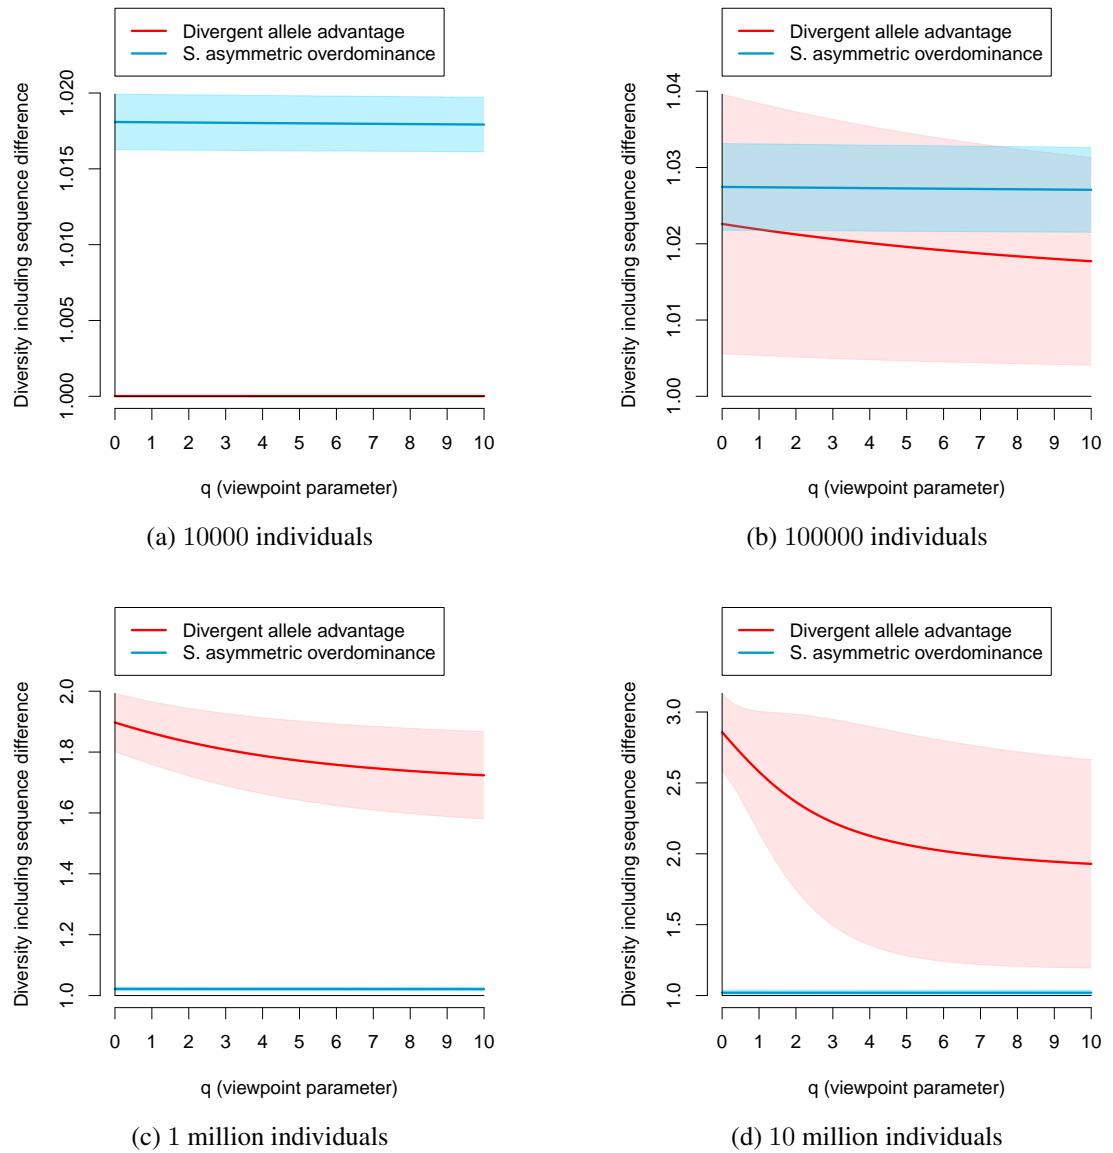 Divergent allele advantage
S. asymmetric overdominance
Diversity including sequence difference
1.020
1.015
1.010
1.005
1.000
0 1 2 3 4 5 6 7 8 9 10
q (viewpoint parameter)
(a) 10000 individuals
Divergent allele advantage
S. asymmetric overdominance
Diversity including sequence difference
1.04
1.03
1.02
1.01
1.00
0 1 2 3 4 5 6 7 8 9 10
q (viewpoint parameter)
(b) 100000 individuals
Divergent allele advantage
S. asymmetric overdominance
Diversity including sequence difference
2.0
1.8
1.6
1.4
1.2
1.0
0 1 2 3 4 5 6 7 8 9 10
q (viewpoint parameter)
(c) 1 million individuals
Divergent allele advantage
S. asymmetric overdominance
Diversity including sequence difference
3.0
2.5
2.0
1.5
1.0
0 1 2 3 4 5 6 7 8 9 10
q (viewpoint parameter)
(d) 10 million individuals